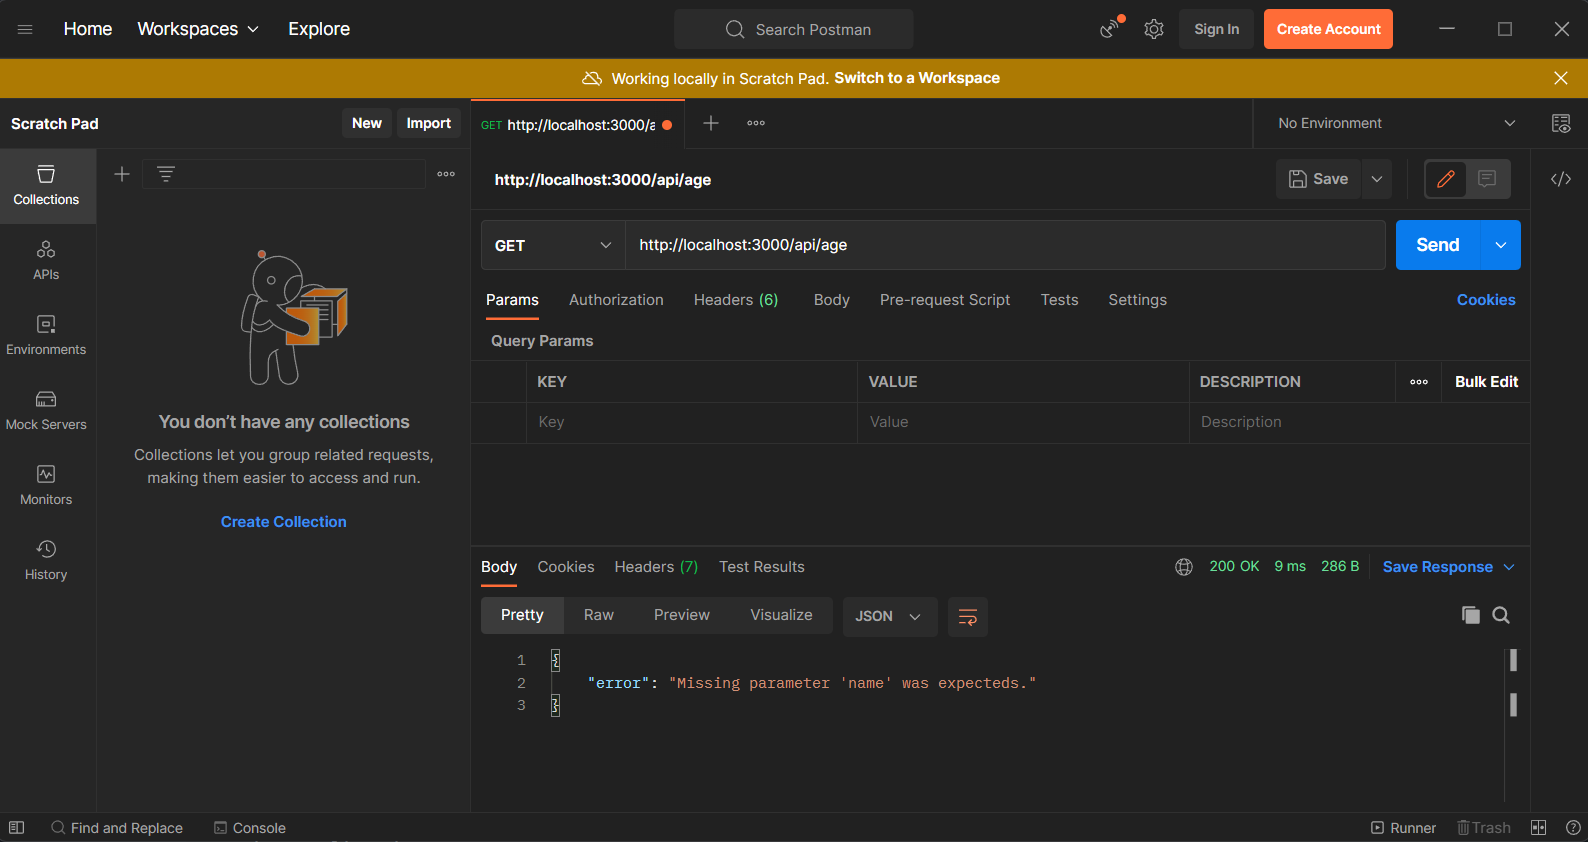 Home Workspaces Explore Search Postman Sign In Create Account
Working locally in Scratch Pad. Switch to a Workspace
Scratch Pad New Import GET http://localhost:3000/a No Environment
http://localhost:3000/api/age Save
Collections
GET http://localhost:3000/api/age Send
APIs
Params Authorization Headers (6) Body Pre-request Script Tests Settings Cookies
Environments
Query Params
KEY VALUE DESCRIPTION Bulk Edit
Key Value Description
Mock Servers
You don’t have any collections
Collections let you group related requests,
making them easier to access and run.
Monitors
Create Collection
History
Body Cookies Headers (7) Test Results 200 OK 9 ms 286 B Save Response
Pretty Raw Preview Visualize JSON
1 {
2 "error": "Missing parameter 'name' was expecteds."
3 }
Find and Replace Console Runner Trash